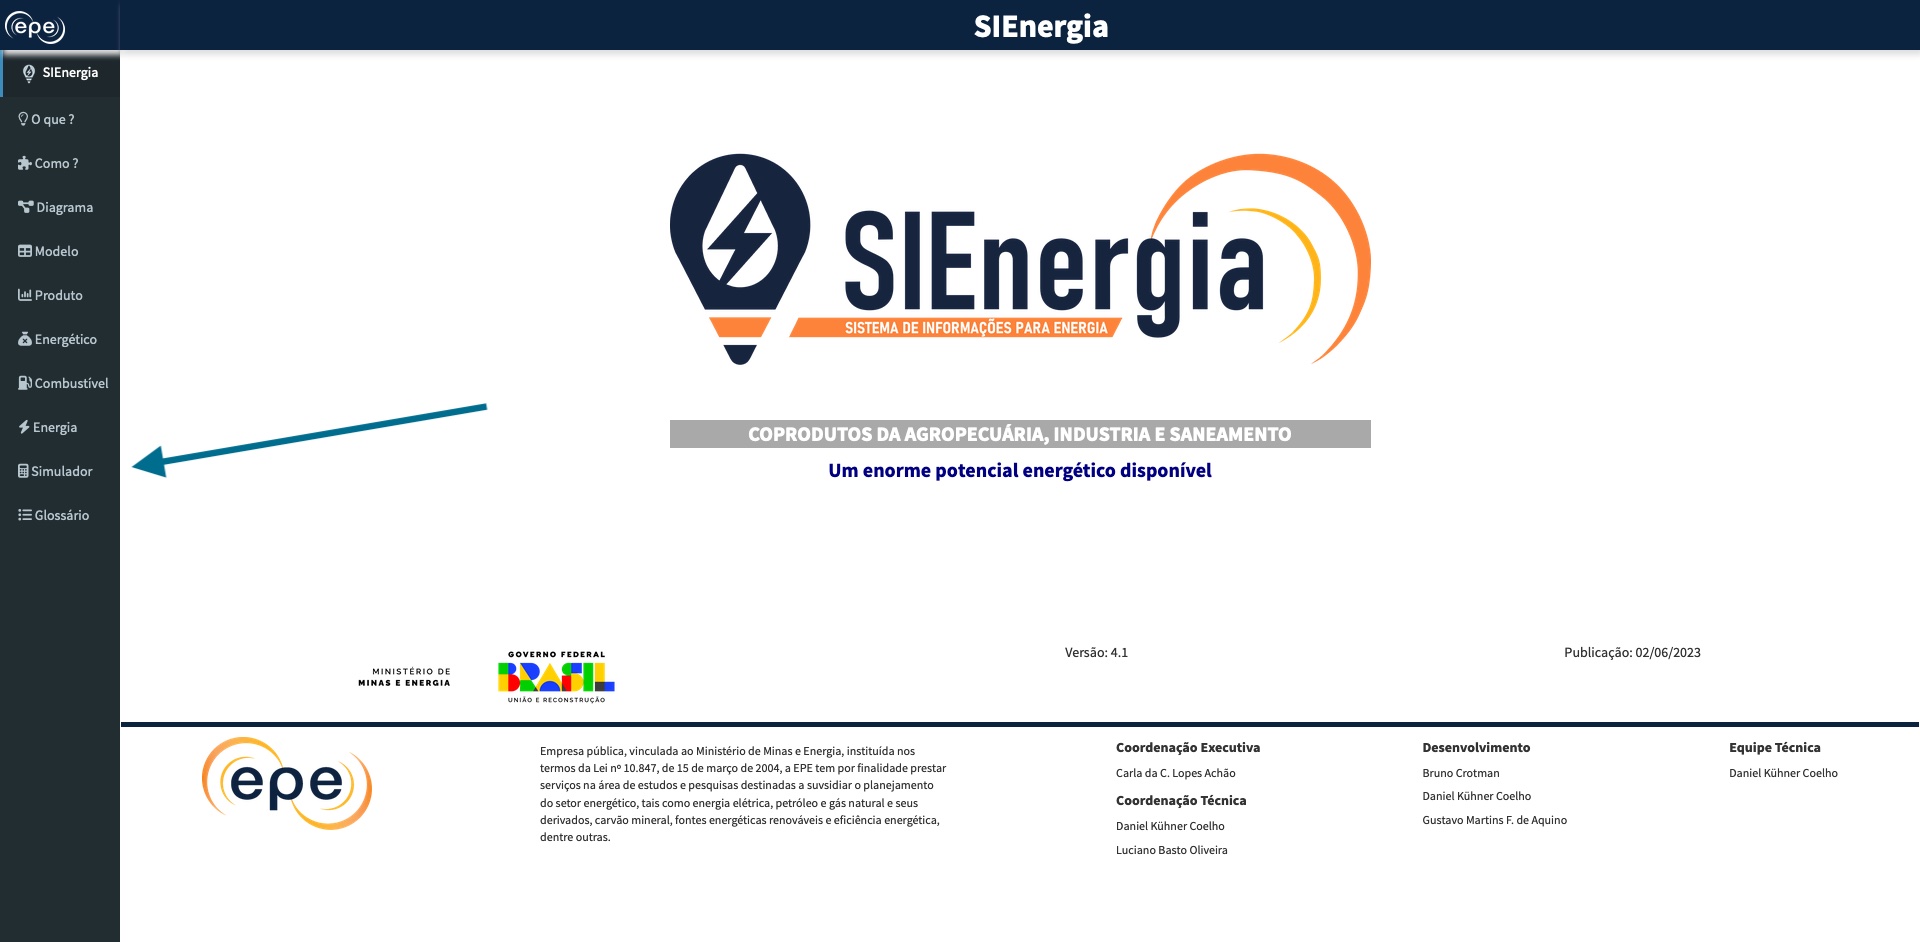 epe
SIEnergia
SIEnergia
O que ?
Como ?
Diagrama
Modelo
Produto
Energético
Combustível
Energia
Simulador
Glossário
SIEnergia
SISTEMA DE INFORMAÇÕES PARA ENERGIA
COPRODUTOS DA AGROPECUÁRIA, INDUSTRIA E SANEAMENTO
Um enorme potencial energético disponível
MINISTÉRIO DE
MINAS E ENERGIA
GOVERNO FEDERAL
BRASIL
UNIÃO E RECONSTRUÇÃO
Versão: 4.1
Publicação: 02/06/2023
epe
Empresa pública, vinculada ao Ministério de Minas e Energia, instituída nos
termos da Lei nº 10.847, de 15 de março de 2004, a EPE tem por finalidade prestar
serviços na área de estudos e pesquisas destinadas a suvsidiar o planejamento
do setor energético, tais como energia elétrica, petróleo e gás natural e seus
derivados, carvão mineral, fontes energéticas renováveis e eficiência energética,
dentre outras.
Coordenação Executiva
Carla da C. Lopes Achão
Coordenação Técnica
Daniel Kühner Coelho
Luciano Basto Oliveira
Desenvolvimento
Bruno Crotman
Daniel Kühner Coelho
Gustavo Martins F. de Aquino
Equipe Técnica
Daniel Kühner Coelho